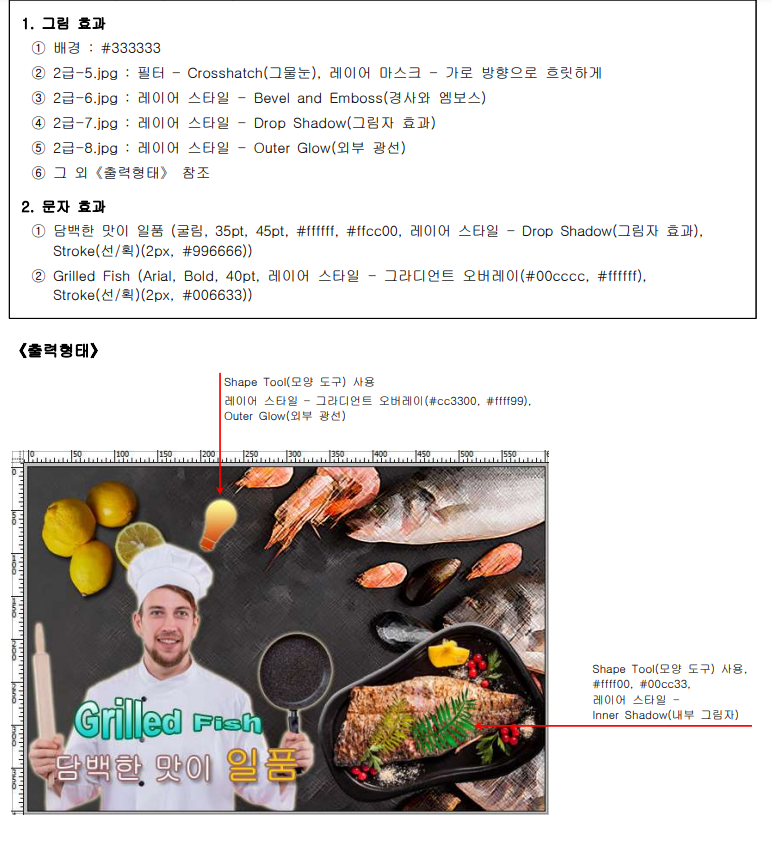 1. 그림 효과
① 배경 : #333333
② 2급-5.jpg : 필터 – Crosshatch(그물눈), 레이어 마스크 – 가로 방향으로 흐릿하게
③ 2급-6.jpg : 레이어 스타일 – Bevel and Emboss(경사와 엠보스)
④ 2급-7.jpg : 레이어 스타일 – Drop Shadow(그림자 효과)
⑤ 2급-8.jpg : 레이어 스타일 – Outer Glow(외부 광선)
⑥ 그 외《출력형태》 참조
2. 문자 효과
① 담백한 맛이 일품 (굴림, 35pt, 45pt, #ffffff, #ffcc00, 레이어 스타일 – Drop Shadow(그림자 효과),
Stroke(선/획)(2px, #996666))
② Grilled Fish (Arial, Bold, 40pt, 레이어 스타일 – 그라디언트 오버레이(#00cccc, #ffffff),
Stroke(선/획)(2px, #006633))
《출력형태》
Shape Tool(모양 도구) 사용
레이어 스타일 – 그라디언트 오버레이(#cc3300, #ffff99),
Outer Glow(외부 광선)
0 50 100 150 200 250 300 350 400 450 500 550
Shape Tool(모양 도구) 사용,
#ffff00, #00cc33,
레이어 스타일 –
Inner Shadow(내부 그림자)
Grilled Fish
담백한 맛이 일품